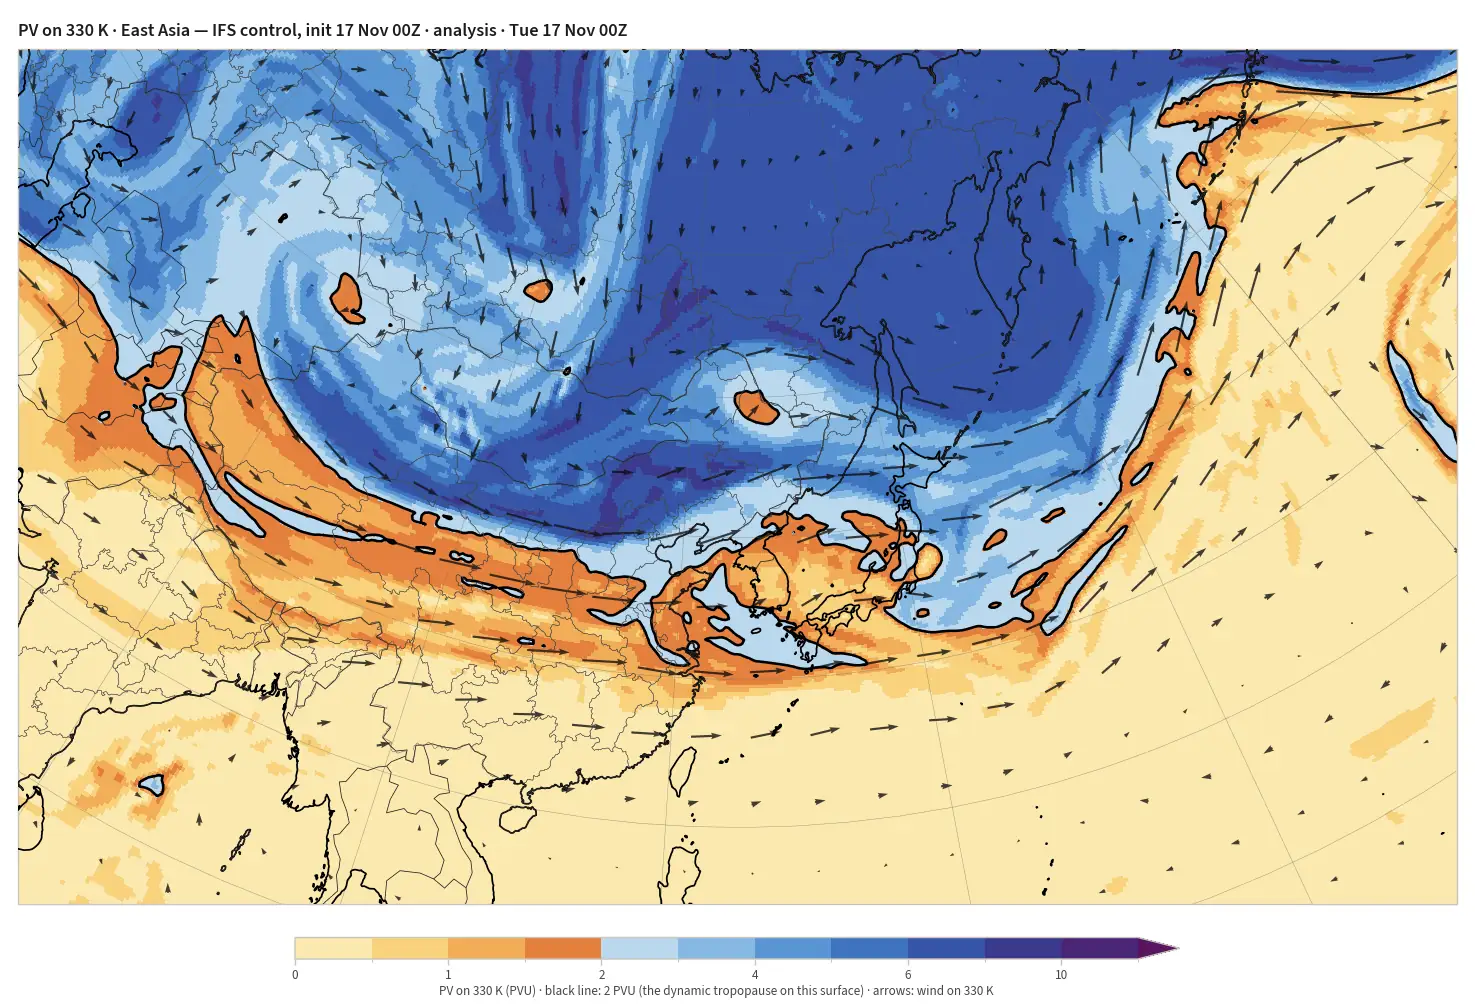 PV on 330 K · East Asia — IFS control, init 17 Nov 00Z · analysis · Tue 17 Nov 00Z
0 1 2 4 6 10
PV on 330 K (PVU) · black line: 2 PVU (the dynamic tropopause on this surface) · arrows: wind on 330 K